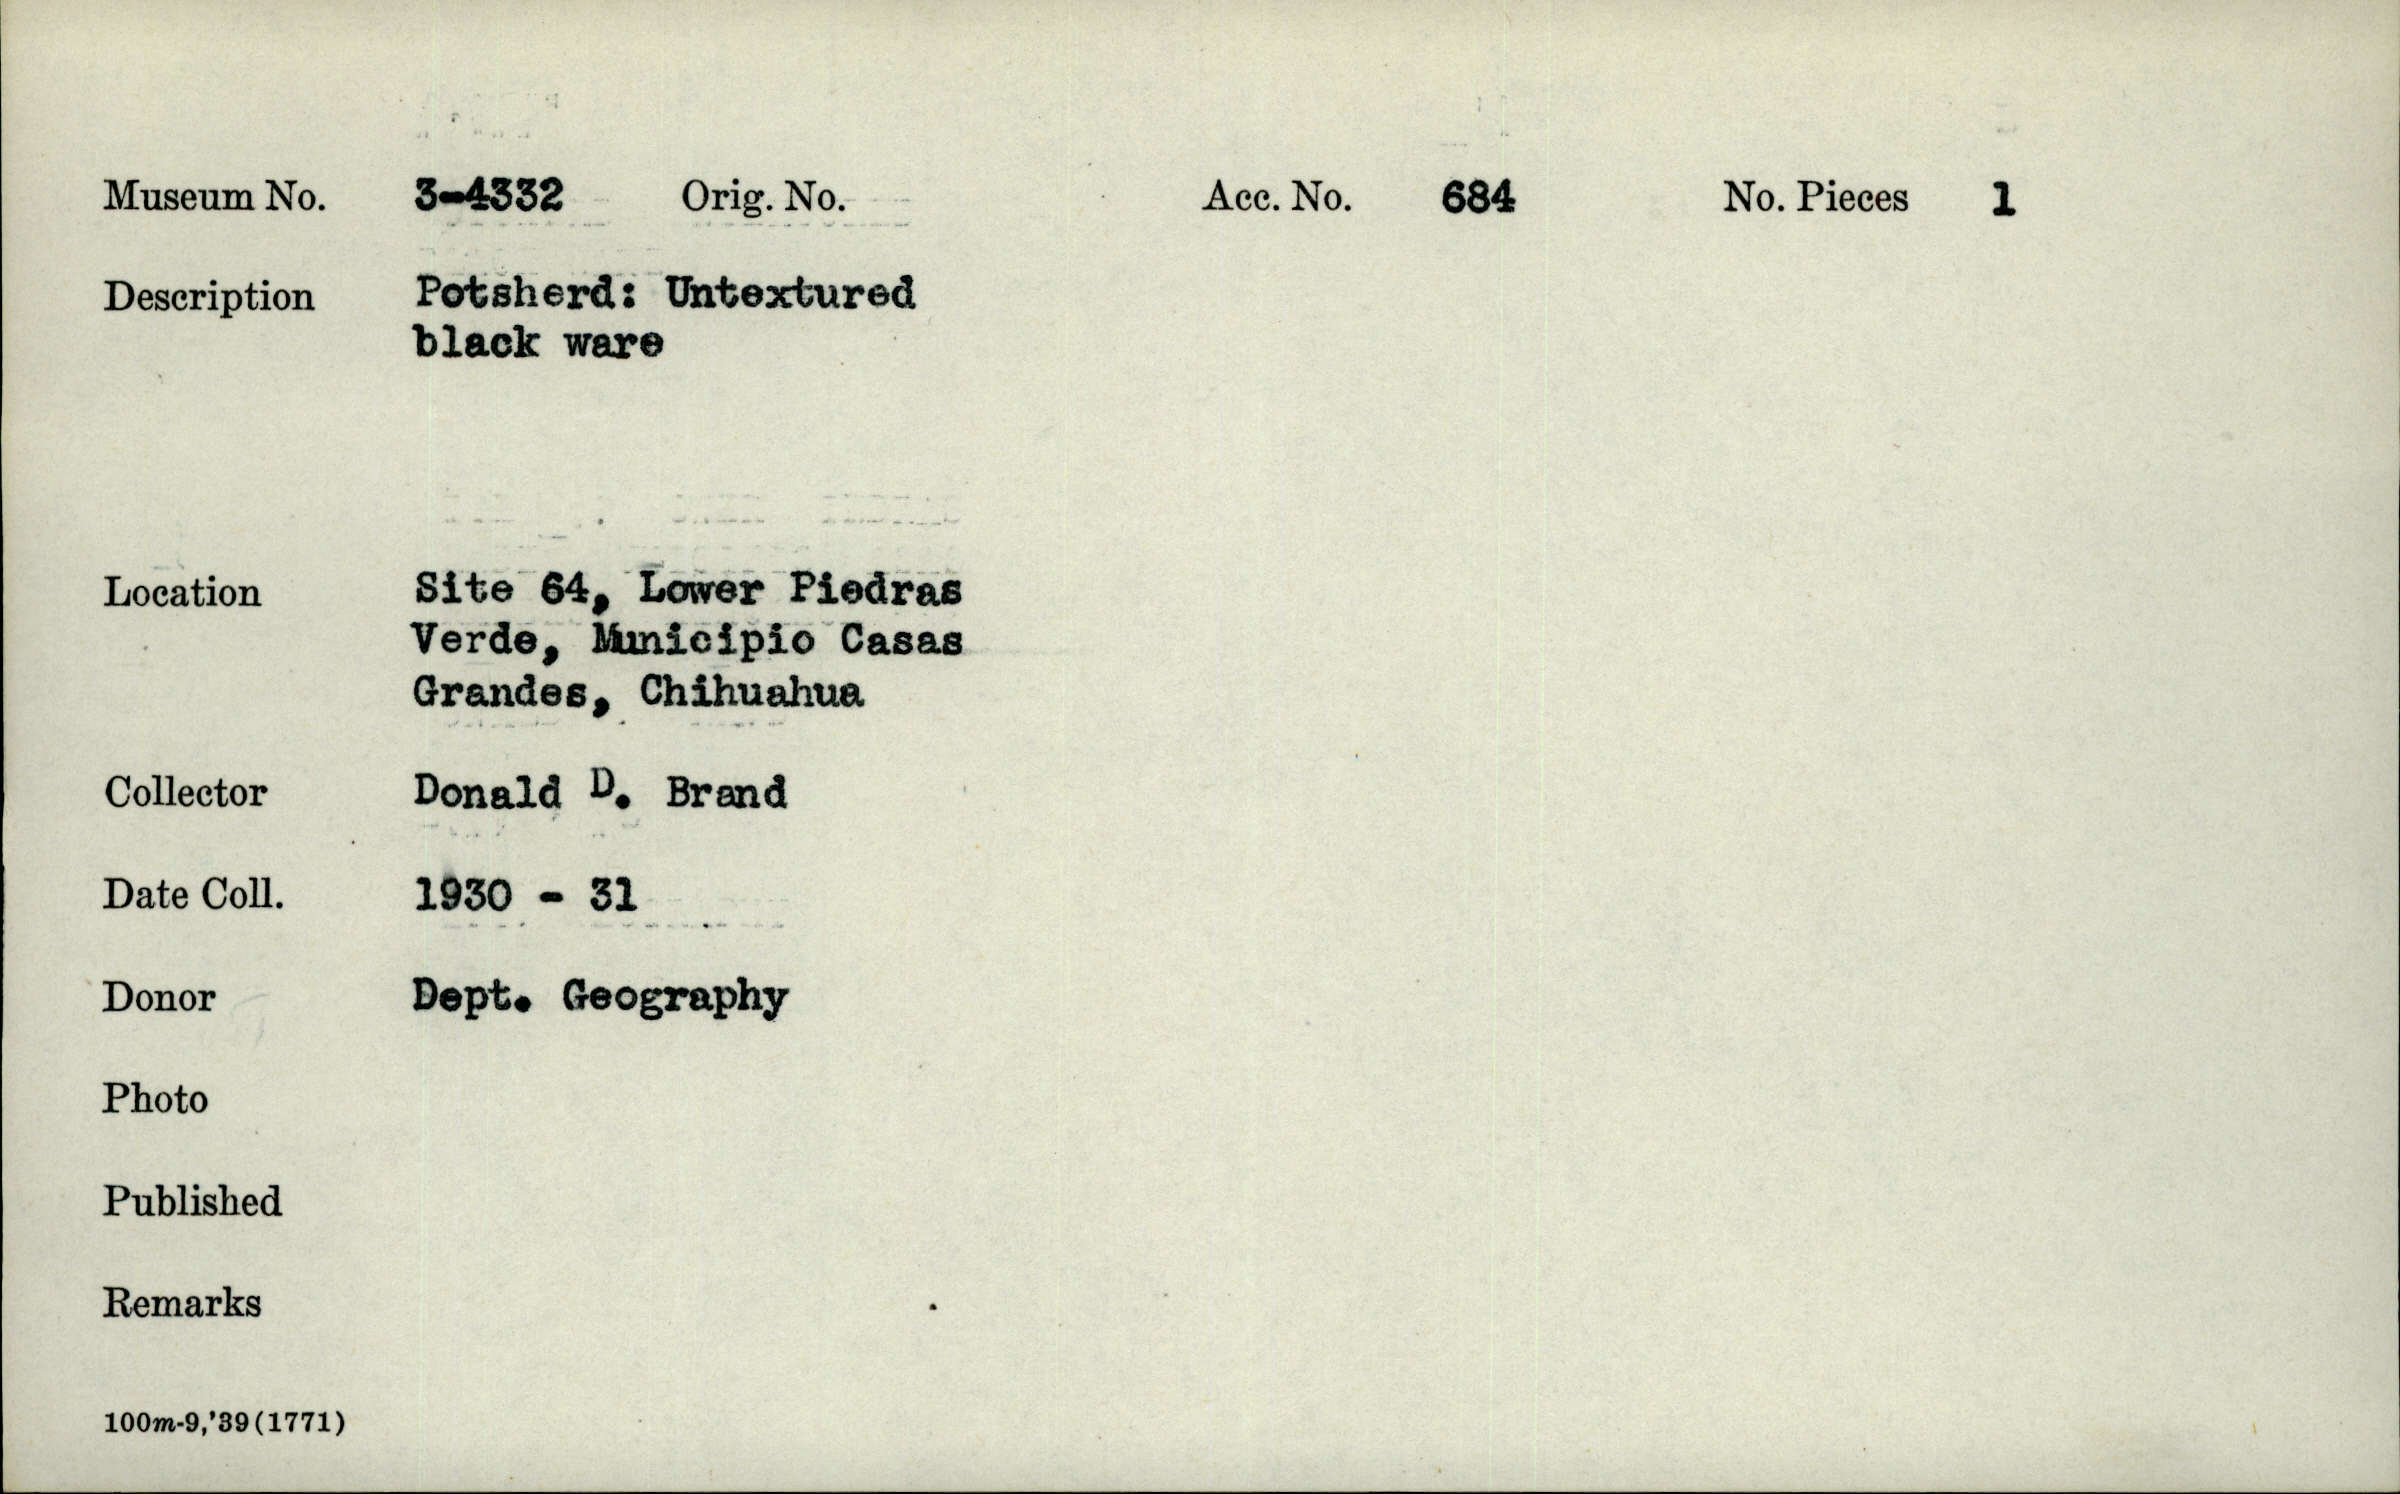 Museum No. 3-4332 Orig. No. Acc. No. 684 No. Pieces 1
Description Potsherd: Untextured
black ware
Location Site 64, Lower Piedras
Verde, Municipio Casas
Grandes, Chihuahua
Collector Donald D. Brand
Date Coll. 1930 - 31
Donor Dept. Geography
Photo
Published
Remarks
100m-9,'39(1771)